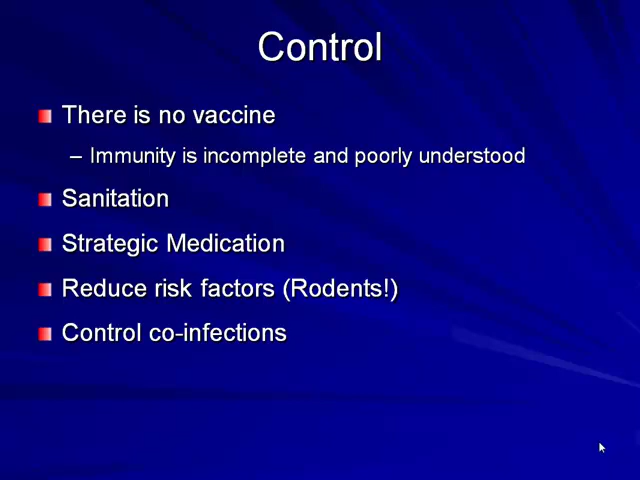 Control
There is no vaccine
– Immunity is incomplete and poorly understood
Sanitation
Strategic Medication
Reduce risk factors (Rodents!)
Control co-infections